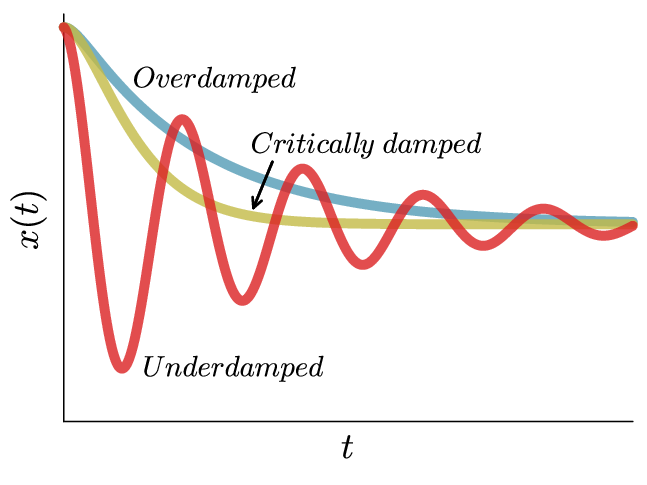 Overdamped
Critically damped
x(t)
Underdamped
t